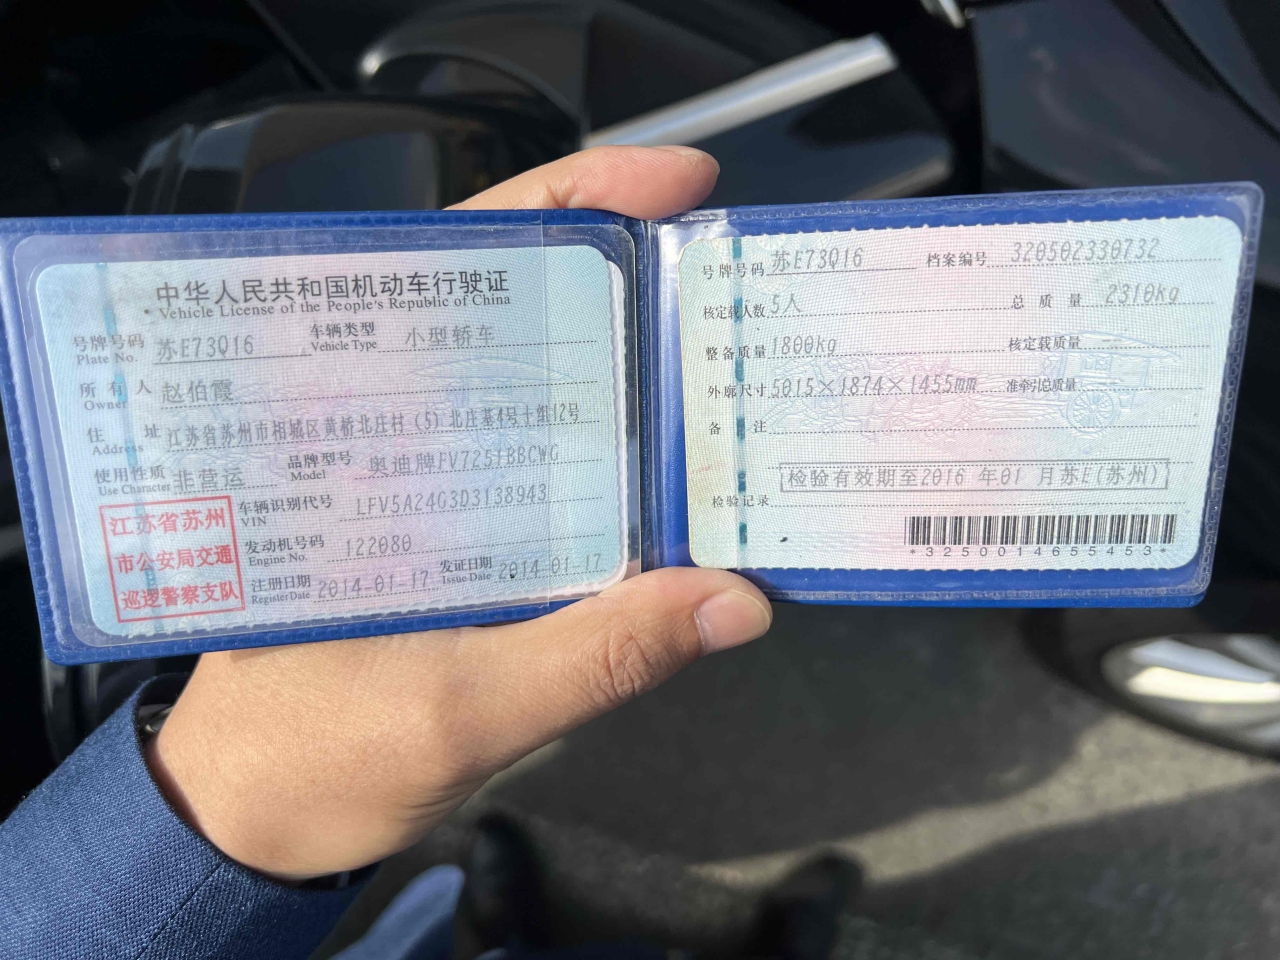 中华人民共和国机动车行驶证
Vehicle License of the People's Republic of China
号牌号码 苏E73Q16 车辆类型 小型轿车
Plate No. Vehicle Type
所有人 赵伯霞
Owner
住址 江苏省苏州市相城区黄桥北庄村(5)北庄基4号十组12号
Address
使用性质 非营运 品牌型号 奥迪牌FV7251BBCWG
Use Character Model
江苏省苏州
市公安局交通
巡逻警察支队
车辆识别代号 LFV5A24G3D3138943
VIN
发动机号码 122080
Engine No.
注册日期 2014-01-17 发证日期 2014-01-17
Register Date Issue Date
号牌号码 苏E73Q16 档案编号 320502330732
核定载人数 5人 总质量 2310kg
整备质量 1800kg 核定载质量 --
外廓尺寸 5015×1874×1455mm 准牵引总质量
备注
检验有效期至2016年01月苏E(苏州)
检验记录
*3250014655453*